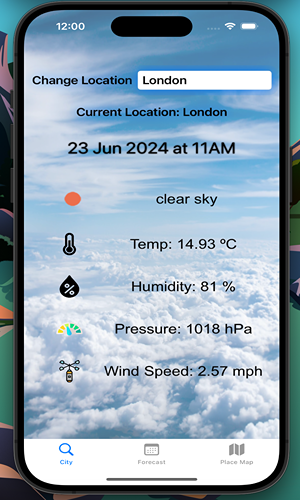 12:00
Change Location London
Current Location: London
23 Jun 2024 at 11AM
clear sky
Temp: 14.93 ºC
Humidity: 81 %
Pressure: 1018 hPa
Wind Speed: 2.57 mph
City Forecast Place Map